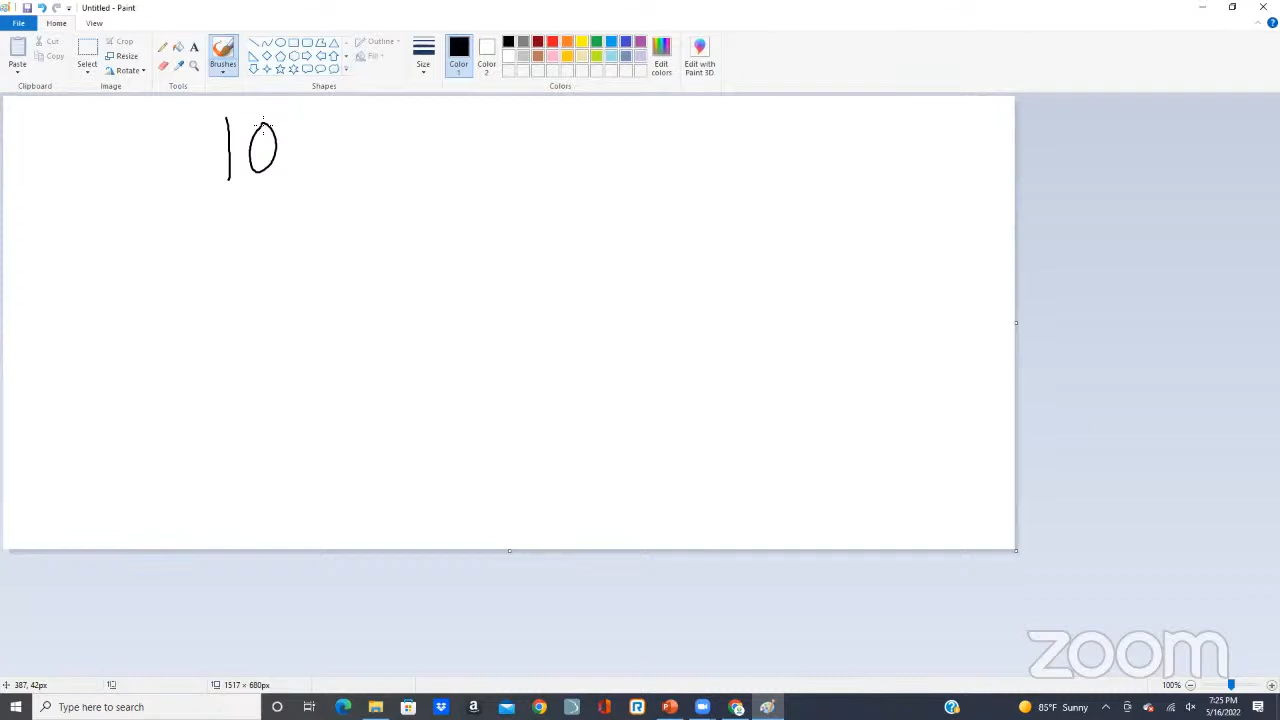 Untitled - Paint
File
Home
View
Paste
Cut
Copy
Clipboard
Select
Crop
Resize
Rotate
Image
Tools
Brushes
Outline
Fill
Shapes
Size
Color 1
Color 2
Edit colors
Edit with Paint 3D
Colors
10
zoom
387, 42px
1517 × 680px
100%
Type here to search
85°F Sunny
7:25 PM
5/16/2022